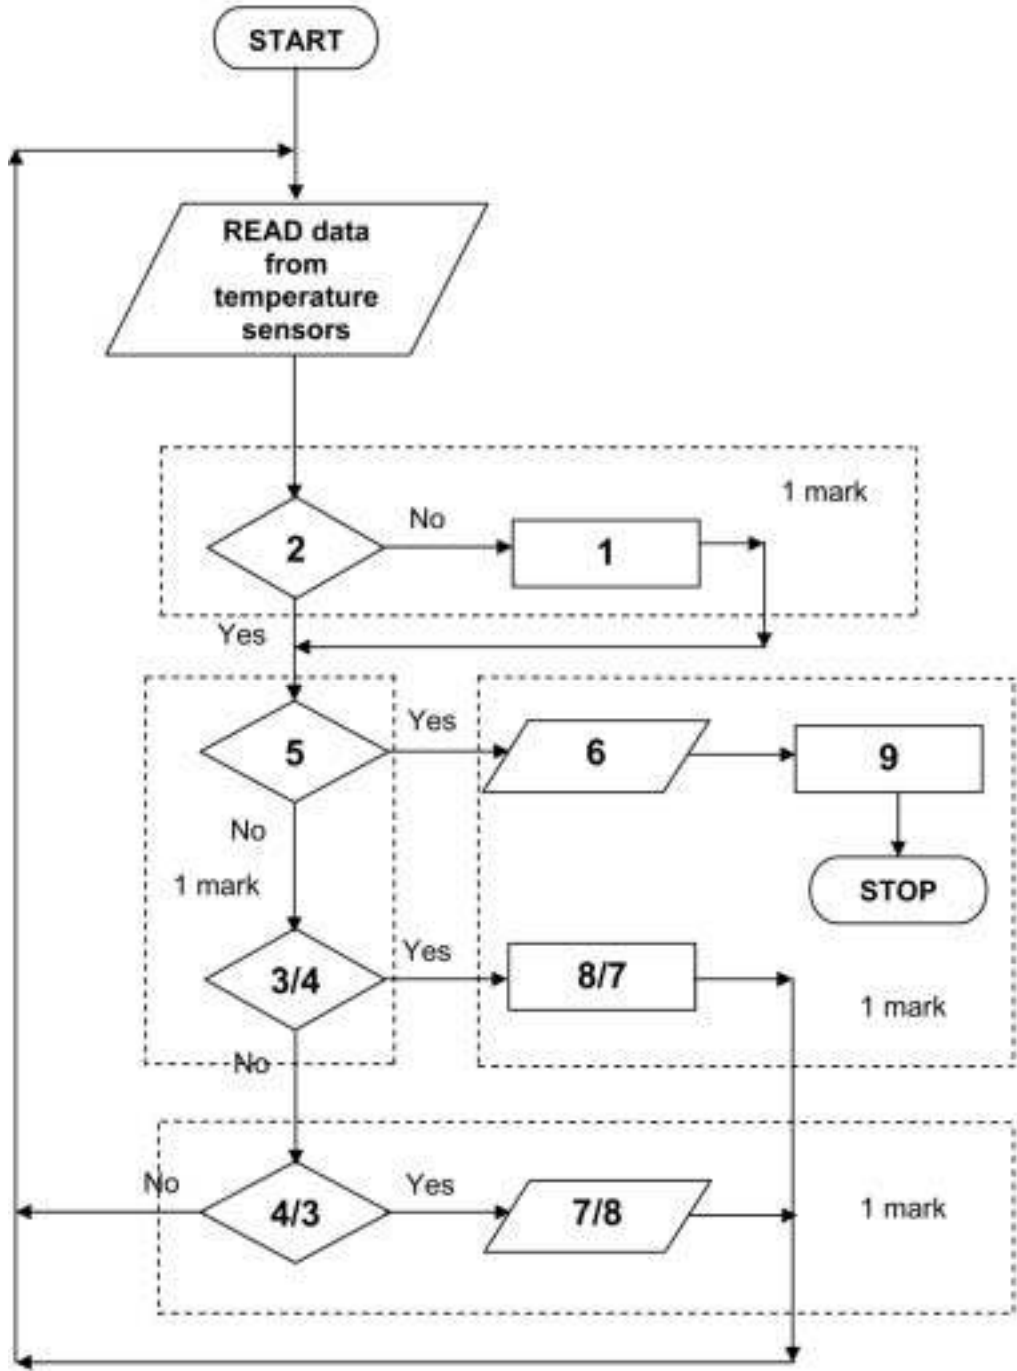 START
READ data
from
temperature
sensors
1 mark
No
2
1
Yes
Yes
5
6
9
No
1 mark
STOP
Yes
3/4
8/7
1 mark
No
No
Yes
4/3
7/8
1 mark